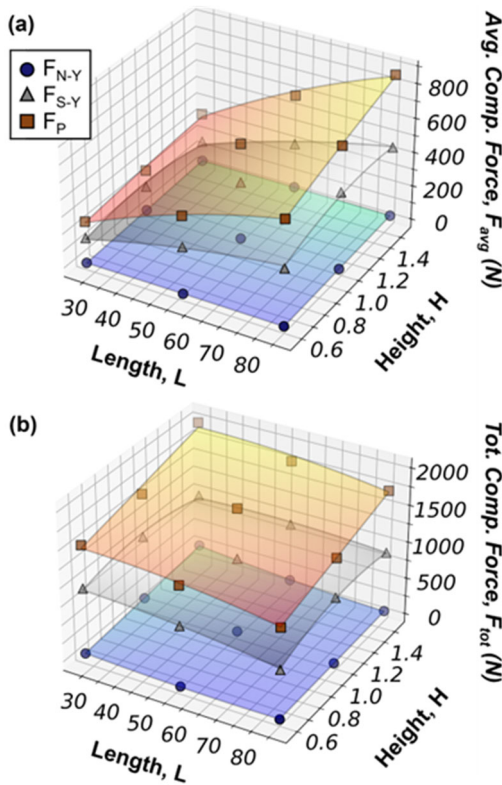 (a)
F_N-Y
F_S-Y
F_P
800
600
400
200
0
Avg. Comp. Force, F_avg (N)
1.4
1.2
1.0
0.8
0.6
Height, H
30 40 50 60 70 80
Length, L
(b)
2000
1500
1000
500
0
Tot. Comp. Force, F_tot (N)
1.4
1.2
1.0
0.8
0.6
Height, H
30 40 50 60 70 80
Length, L